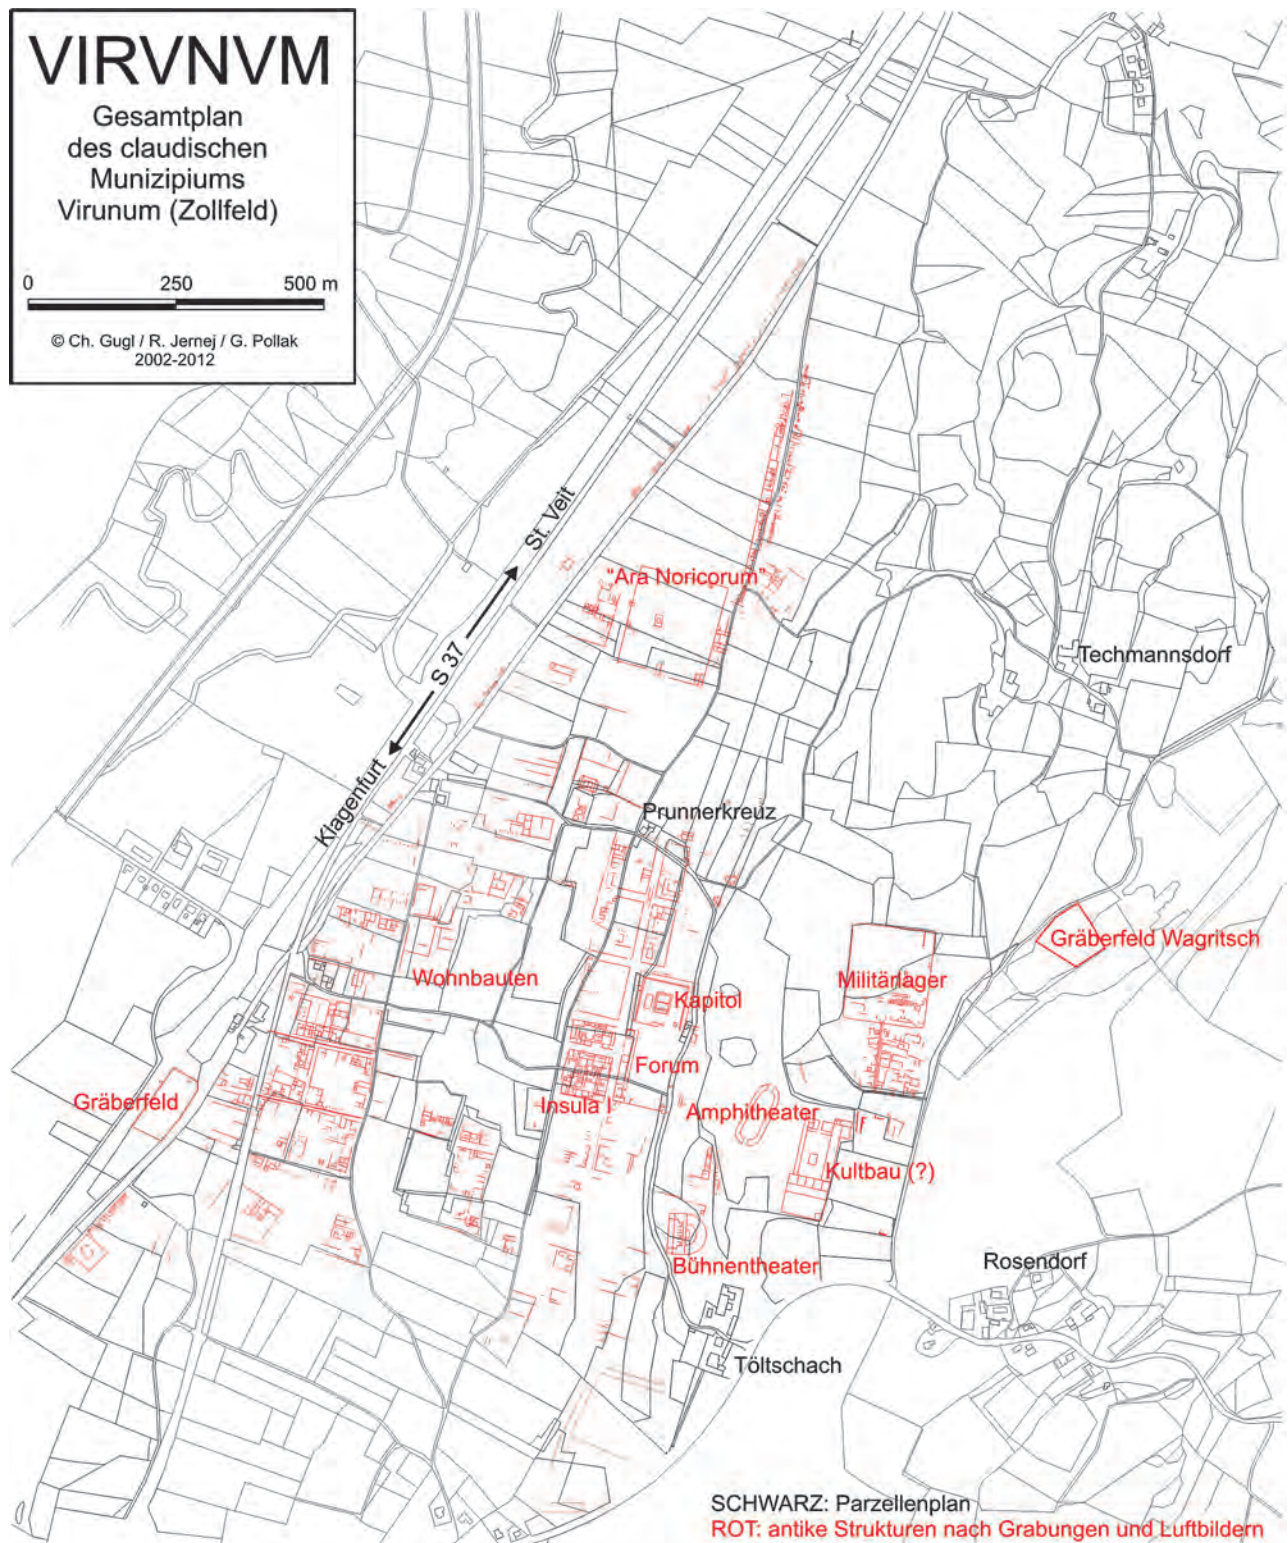 VIRVNVM
Gesamtplan
des claudischen
Munizipiums
Virunum (Zollfeld)
0 250 500 m
© Ch. Gugl / R. Jernej / G. Pollak
2002-2012
St. Veit
"Ara Noricorum"
S 37
Techmannsdorf
Klagenfurt
Prunnerkreuz
Gräberfeld Wagritsch
Wohnbauten
Militärlager
Kapitol
Forum
Gräberfeld
Insula I
Amphitheater
Kultbau (?)
Bühnentheater
Rosendorf
Töltschach
SCHWARZ: Parzellenplan
ROT: antike Strukturen nach Grabungen und Luftbildern